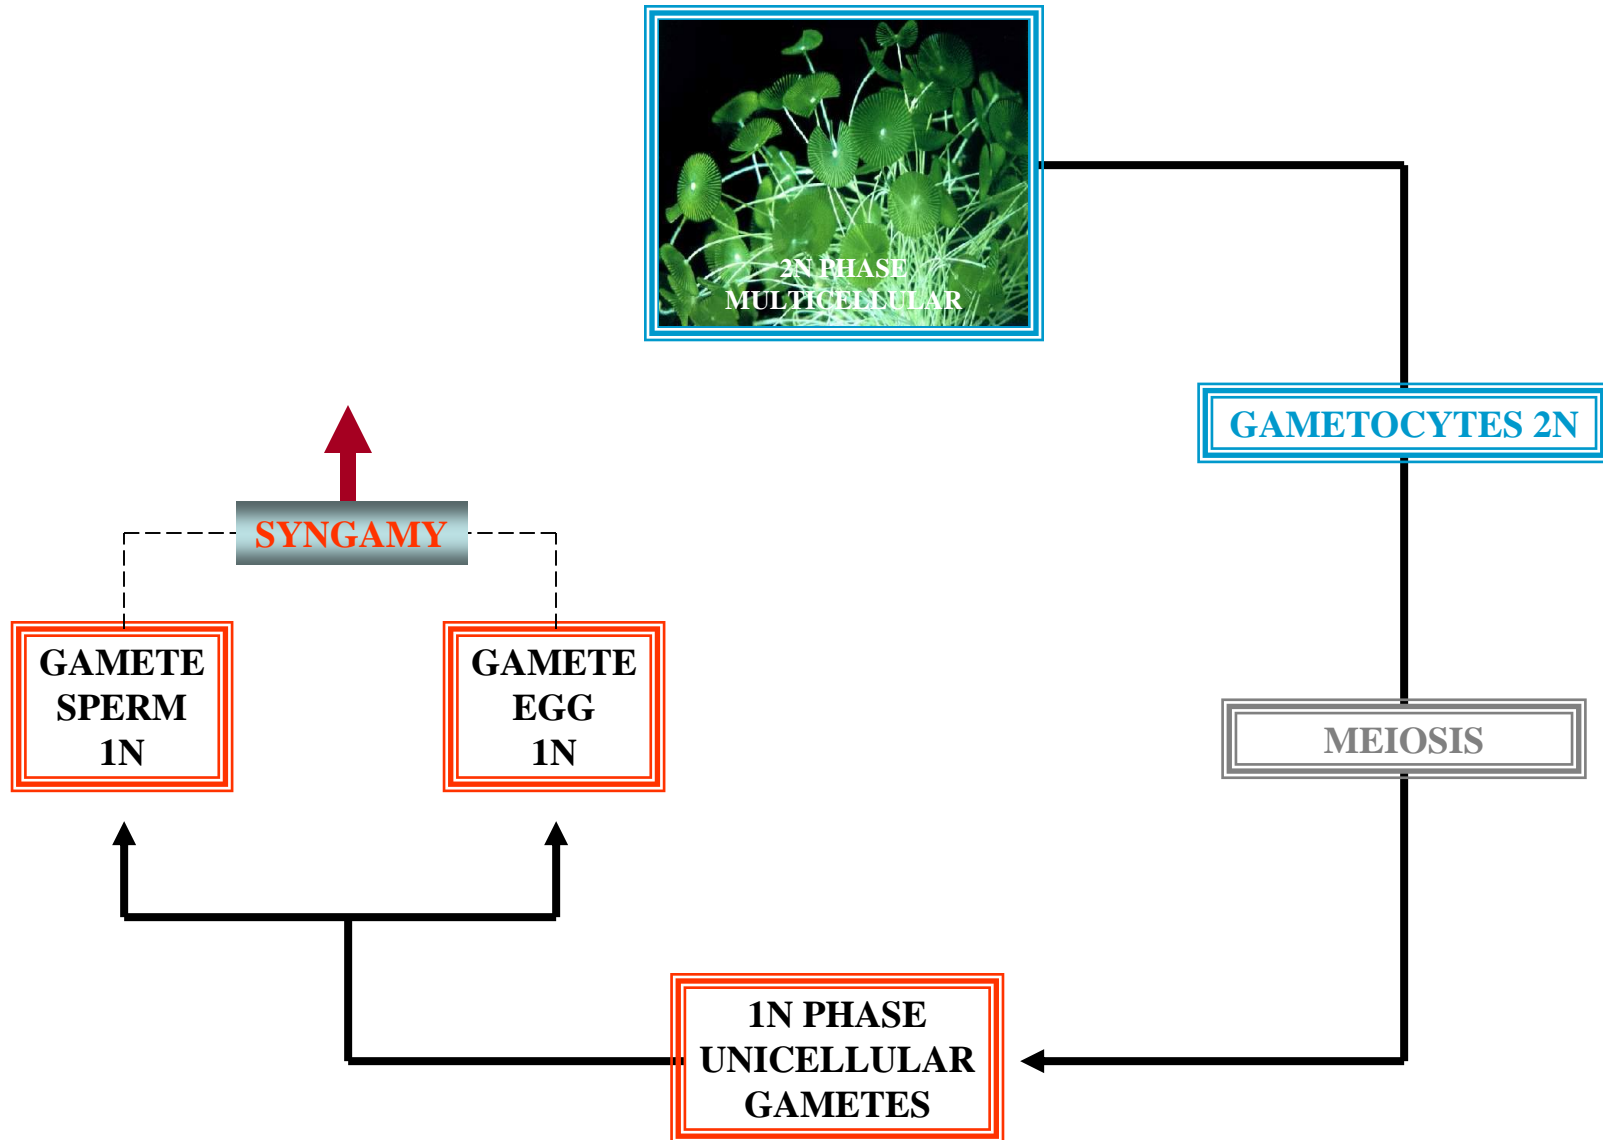 2N PHASE
MULTICELLULAR
GAMETOCYTES 2N
SYNGAMY
GAMETE
SPERM
1N
GAMETE
EGG
1N
MEIOSIS
1N PHASE
UNICELLULAR
GAMETES